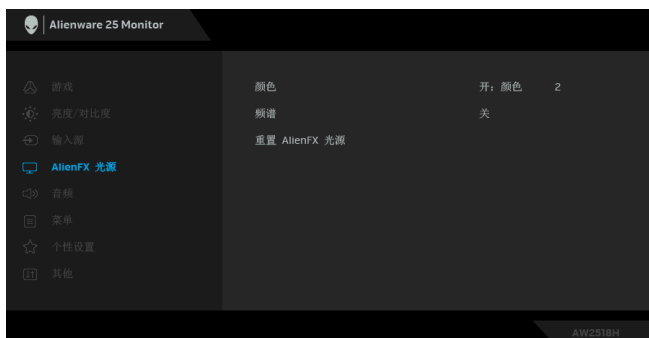 Alienware 25 Monitor
游戏
亮度/对比度
输入源
AlienFX 光源
音频
菜单
个性设置
其他
颜色 开：颜色 2
频谱 关
重置 AlienFX 光源
AW2518H